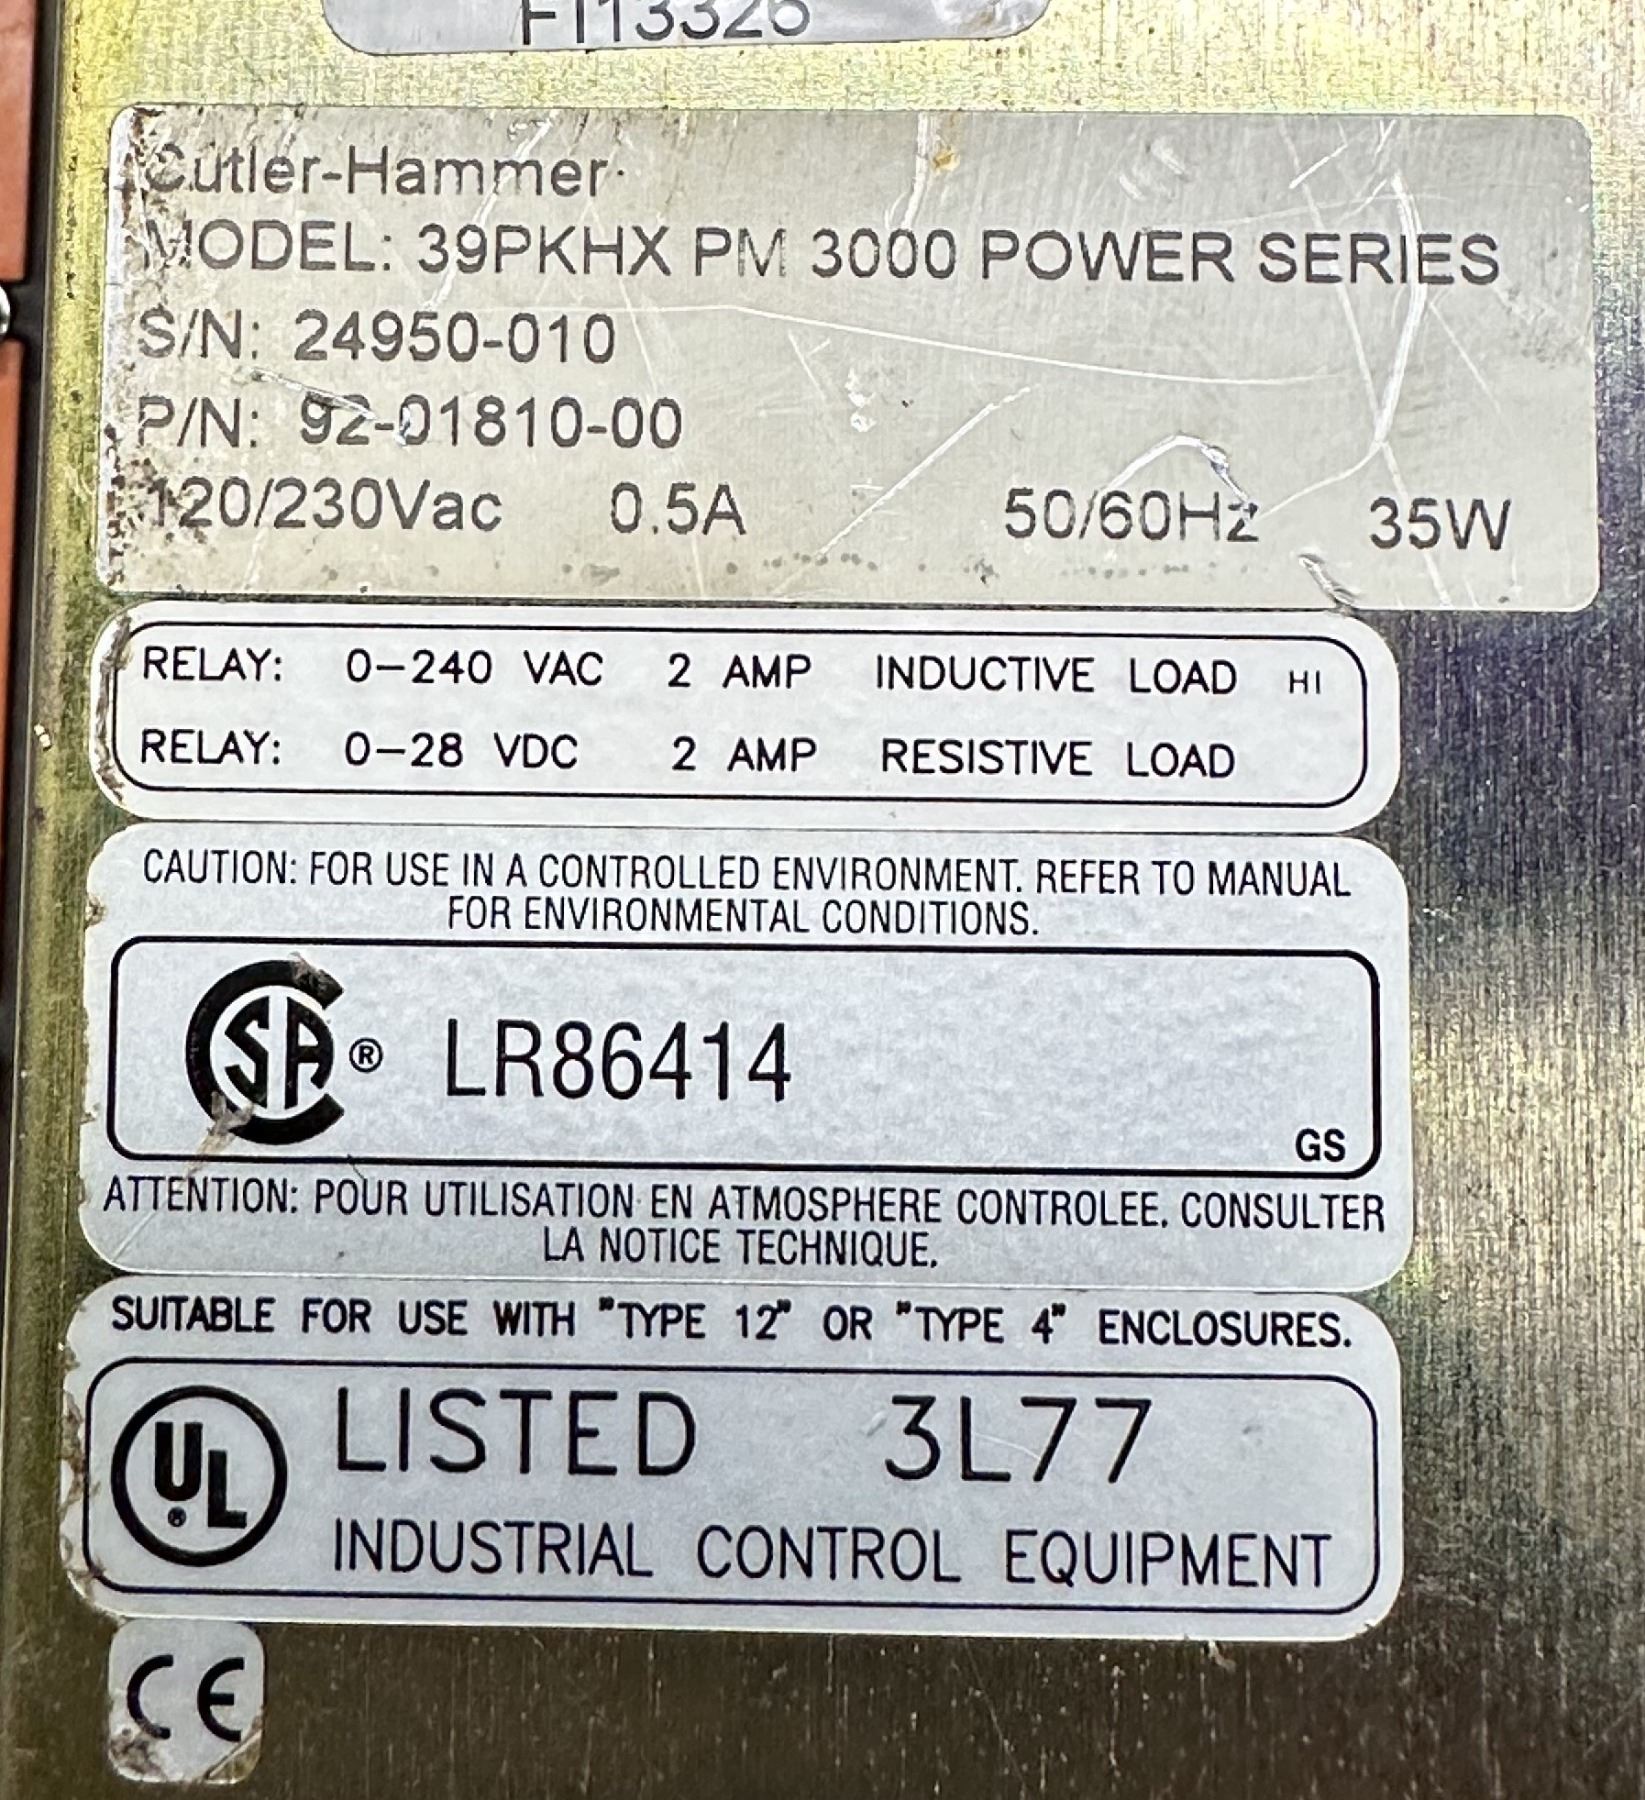 FI13326
Cutler-Hammer
MODEL: 39PKHX PM 3000 POWER SERIES
S/N: 24950-010
P/N: 92-01810-00
120/230Vac 0.5A 50/60Hz 35W
RELAY: 0-240 VAC 2 AMP INDUCTIVE LOAD HI
RELAY: 0-28 VDC 2 AMP RESISTIVE LOAD
CAUTION: FOR USE IN A CONTROLLED ENVIRONMENT. REFER TO MANUAL
FOR ENVIRONMENTAL CONDITIONS.
CSA® LR86414
GS
ATTENTION: POUR UTILISATION EN ATMOSPHERE CONTROLEE. CONSULTER
LA NOTICE TECHNIQUE.
SUITABLE FOR USE WITH "TYPE 12" OR "TYPE 4" ENCLOSURES.
UL® LISTED 3L77
INDUSTRIAL CONTROL EQUIPMENT
CE